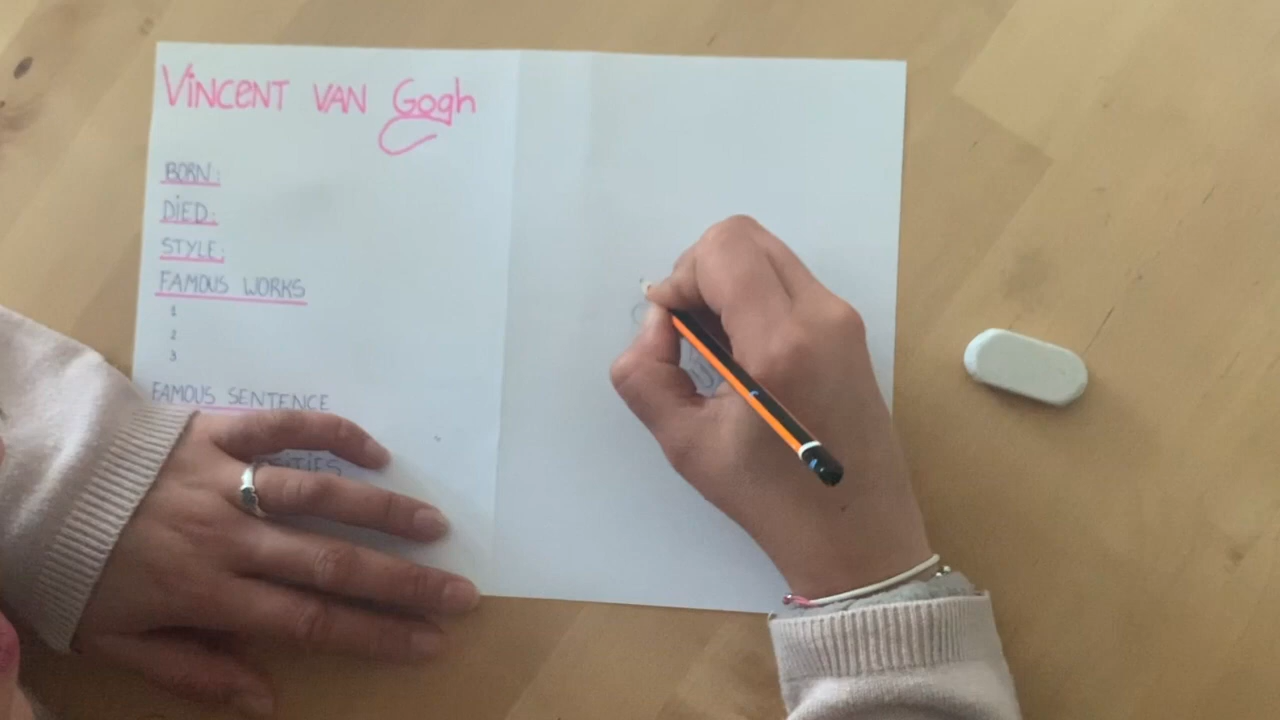 VINCENT VAN Gogh
BORN:
DIED:
STYLE:
FAMOUS WORKS
1
2
3
FAMOUS SENTENCE